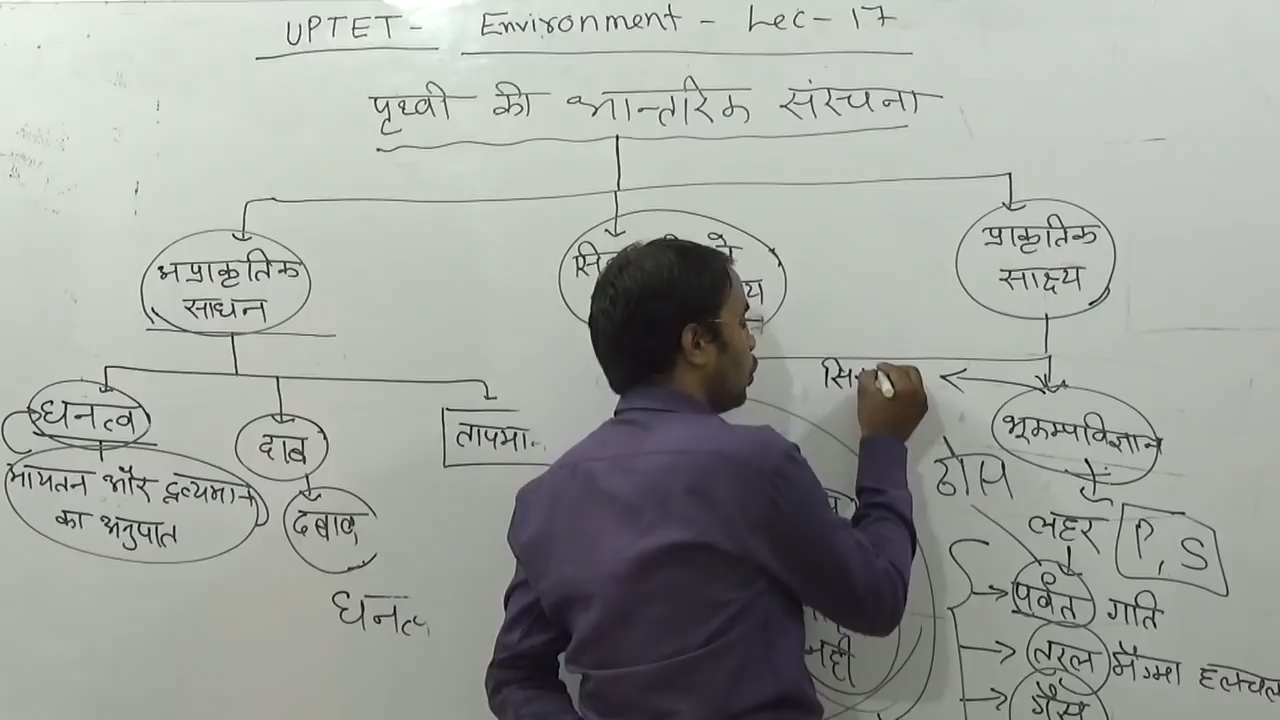 UPTET - Environment - Lec - 17
पृथ्वी की आन्तरिक संरचना
अप्राकृतिक
साधन
प्राकृतिक
साक्ष्य
घनत्व
आयतन और द्रव्यमान
का अनुपात
दाब
दबाव
घनत्व
तापमा
भूकम्पविज्ञान
ठोस
लहर P, S
पर्वत गति
तरल मैग्मा हलचल
गैस
नही